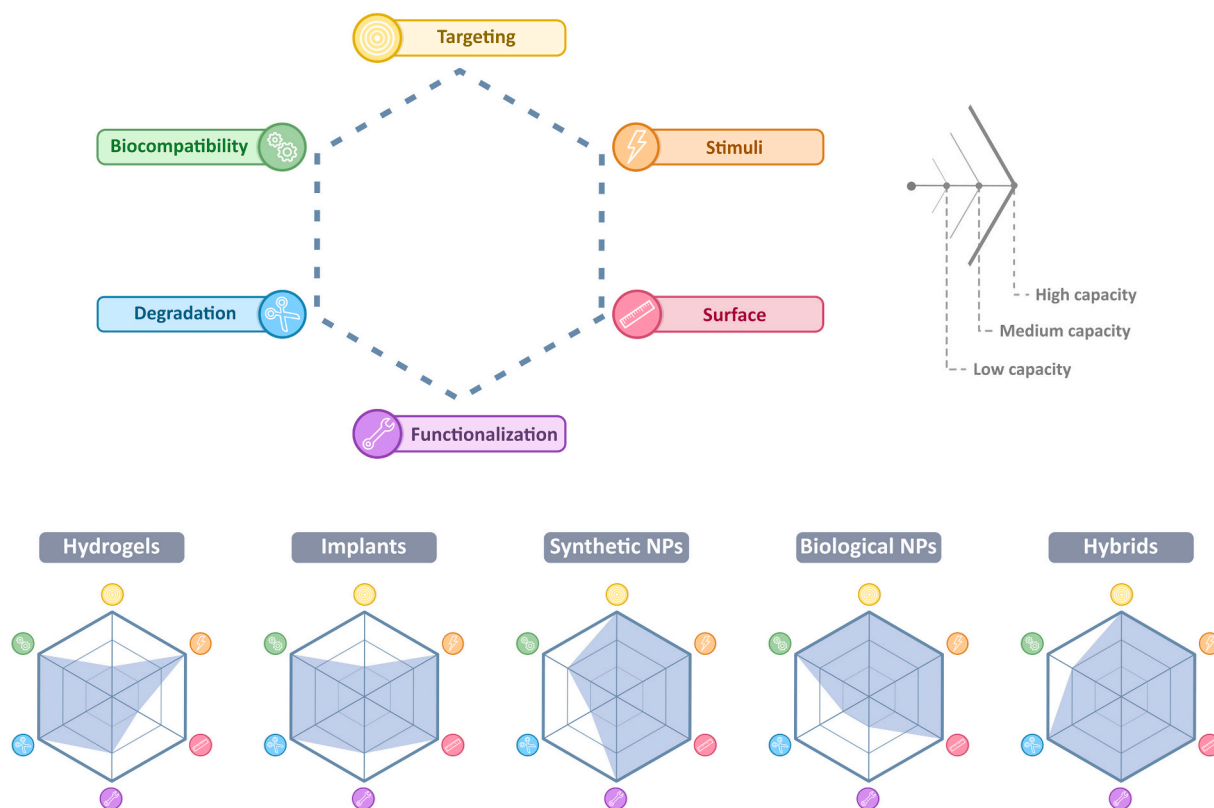 Targeting
Biocompatibility
Stimuli
Degradation
Surface
Functionalization
High capacity
Medium capacity
Low capacity
Hydrogels
Implants
Synthetic NPs
Biological NPs
Hybrids